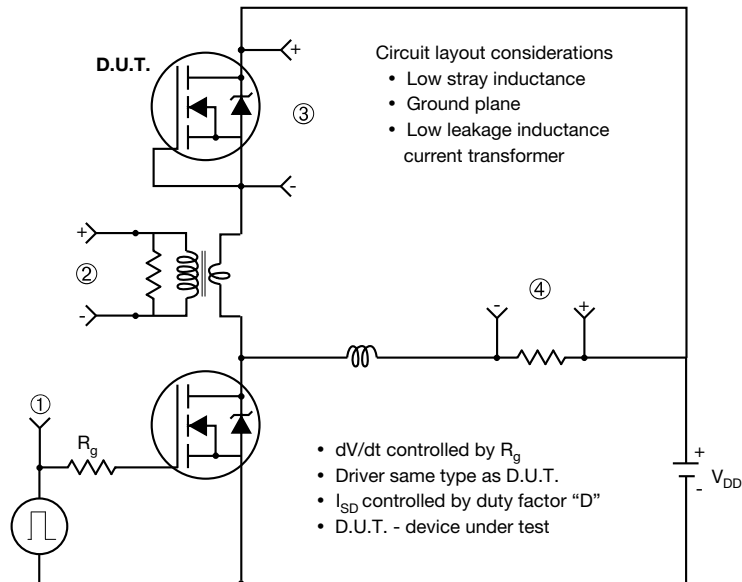 D.U.T.
+
Circuit layout considerations
• Low stray inductance
• Ground plane
• Low leakage inductance
current transformer
③
-
+
②
-
④
-
+
①
R_g
• dV/dt controlled by R_g
• Driver same type as D.U.T.
• I_SD controlled by duty factor “D”
• D.U.T. - device under test
+
V_DD
-